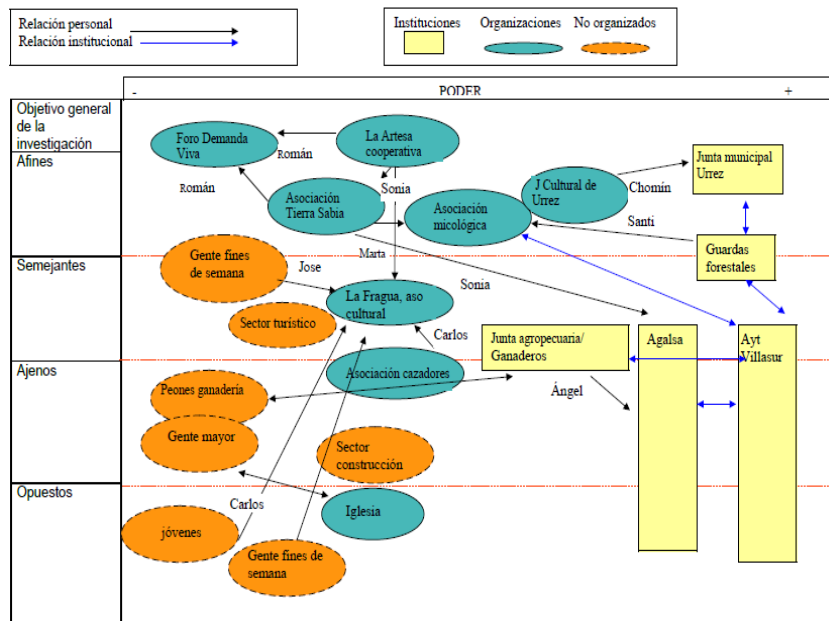 Relación personal
Relación institucional
Instituciones
Organizaciones
No organizados
-
PODER
+
Objetivo general
de la
investigación
Afines
Semejantes
Ajenos
Opuestos
Foro Demanda
Viva
Román
La Artesa
cooperativa
Román
Asociación
Tierra Sabia
Sonia
Asociación
micológica
J Cultural de
Urrez
Chomín
Junta municipal
Urrez
Santi
Guardas
forestales
Gente fines
de semana
Jose
Marta
Sonia
La Fragua, aso
cultural
Sector turístico
Carlos
Junta agropecuaria/
Ganaderos
Agalsa
Ayt
Villasur
Asociación cazadores
Peones ganadería
Ángel
Gente mayor
Sector
construcción
Carlos
Iglesia
jóvenes
Gente fines de
semana